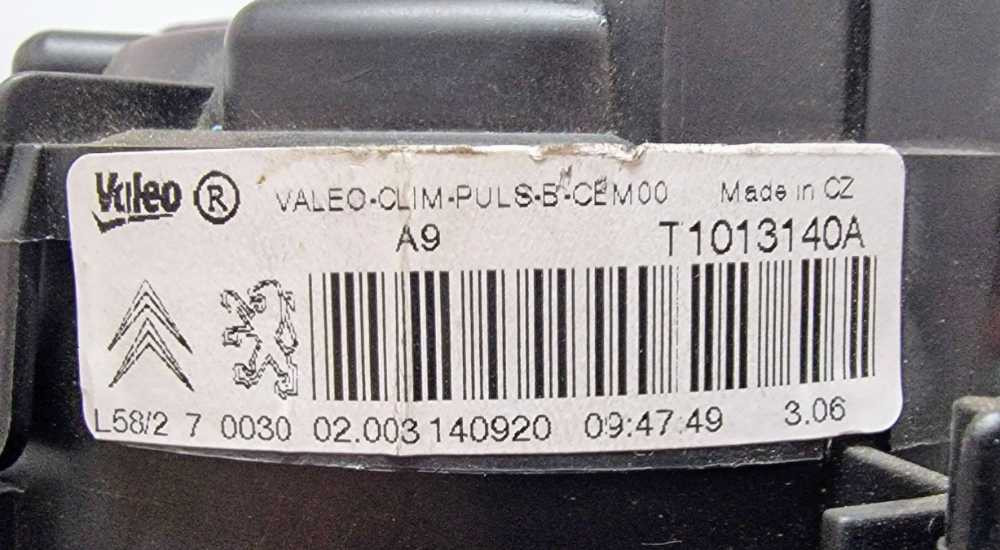 Valeo ® VALEO-CLIM-PULS-B-CEM00 Made in CZ
A9 T1013140A
L58/2 7 0030 02.003 140920 09:47:49 3.06